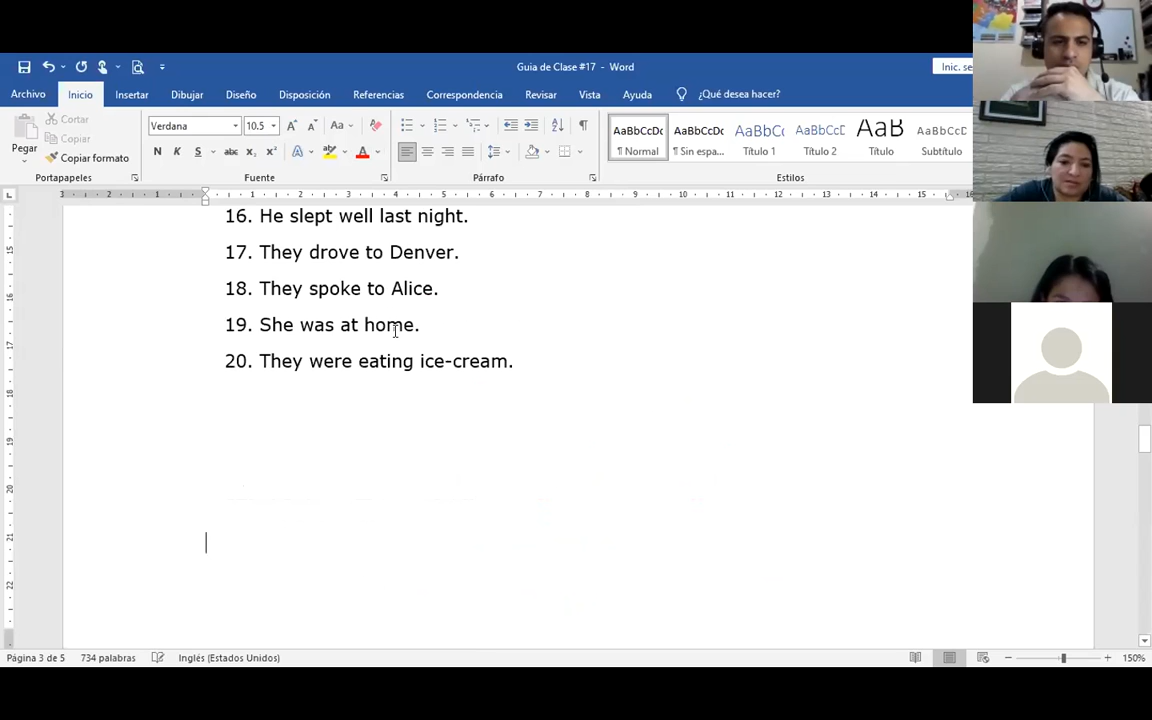 Guia de Clase #17 - Word
Inic. se
Archivo Inicio Insertar Dibujar Diseño Disposición Referencias Correspondencia Revisar Vista Ayuda ¿Qué desea hacer?
Pegar
Cortar
Copiar
Copiar formato
Portapapeles
Verdana 10.5
Fuente
Párrafo
AaBbCcDc AaBbCcDc AaBbCc AaBbCcD AaB AaBbCcD
¶ Normal ¶ Sin espa... Título 1 Título 2 Título Subtítulo
Estilos
16. He slept well last night.
17. They drove to Denver.
18. They spoke to Alice.
19. She was at home.
20. They were eating ice-cream.
Página 3 de 5 734 palabras Inglés (Estados Unidos) 150%